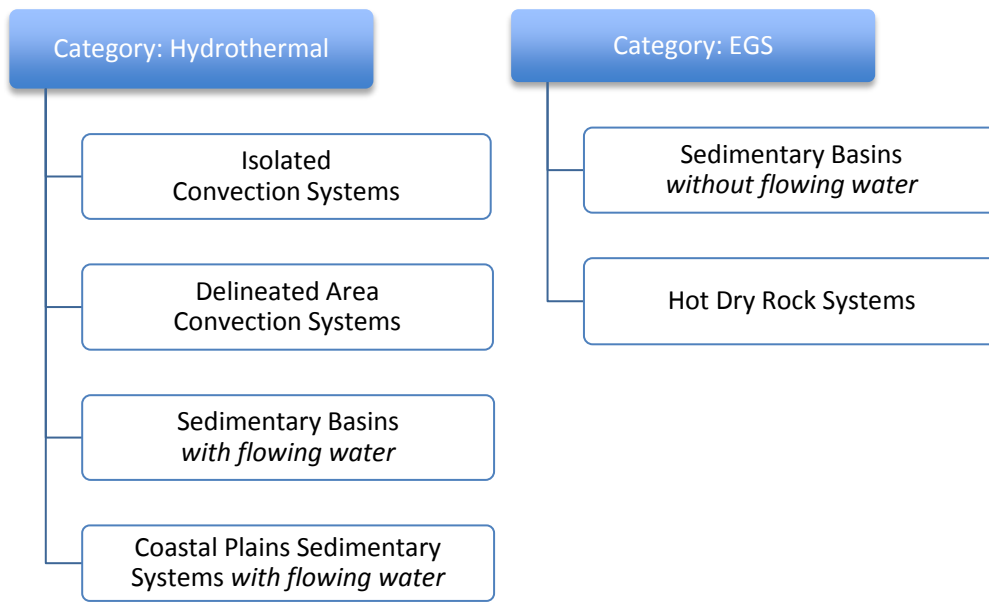 Category: Hydrothermal
Isolated
Convection Systems
Delineated Area
Convection Systems
Sedimentary Basins
with flowing water
Coastal Plains Sedimentary
Systems with flowing water
Category: EGS
Sedimentary Basins
without flowing water
Hot Dry Rock Systems